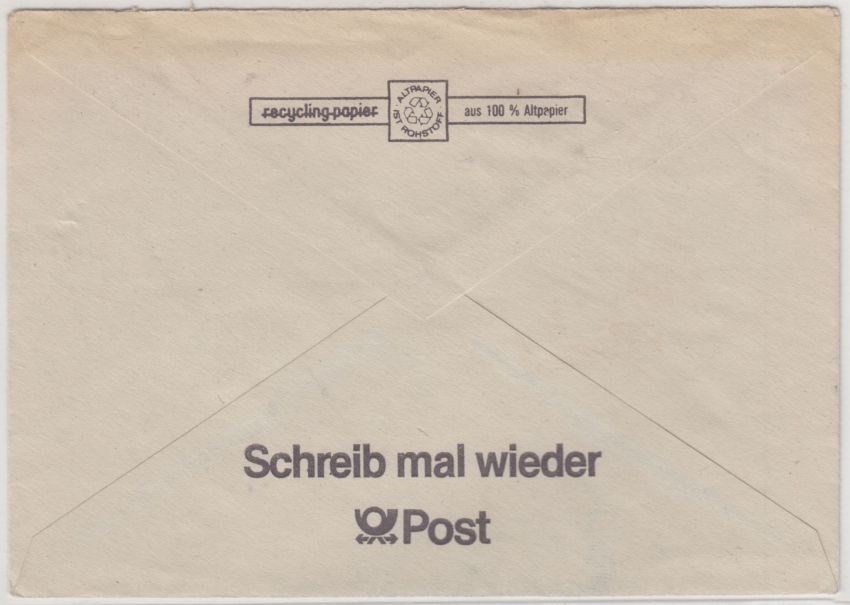 recycling-papier
ALTPAPIER IST ROHSTOFF
aus 100 % Altpapier
Schreib mal wieder
Post